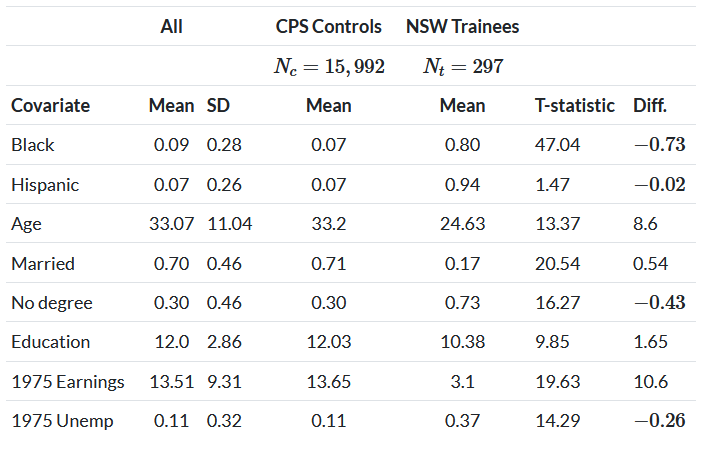 All CPS Controls NSW Trainees
N_c = 15,992 N_t = 297
Covariate Mean SD Mean Mean T-statistic Diff.
Black 0.09 0.28 0.07 0.80 47.04 −0.73
Hispanic 0.07 0.26 0.07 0.94 1.47 −0.02
Age 33.07 11.04 33.2 24.63 13.37 8.6
Married 0.70 0.46 0.71 0.17 20.54 0.54
No degree 0.30 0.46 0.30 0.73 16.27 −0.43
Education 12.0 2.86 12.03 10.38 9.85 1.65
1975 Earnings 13.51 9.31 13.65 3.1 19.63 10.6
1975 Unemp 0.11 0.32 0.11 0.37 14.29 −0.26